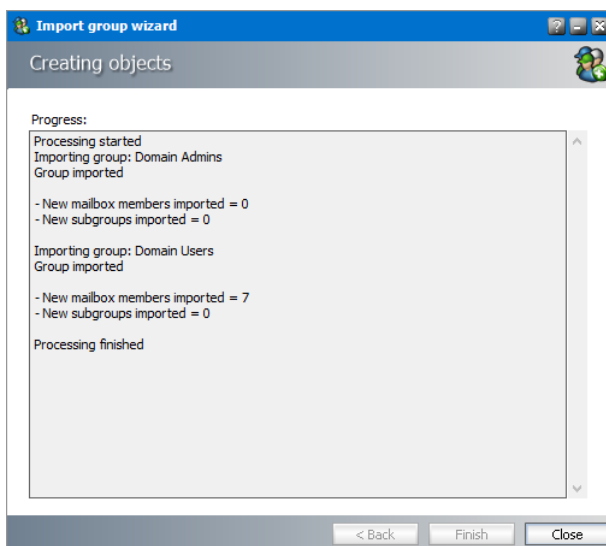 Import group wizard
Creating objects
Progress:
Processing started
Importing group: Domain Admins
Group imported
- New mailbox members imported = 0
- New subgroups imported = 0
Importing group: Domain Users
Group imported
- New mailbox members imported = 7
- New subgroups imported = 0
Processing finished
< Back Finish Close